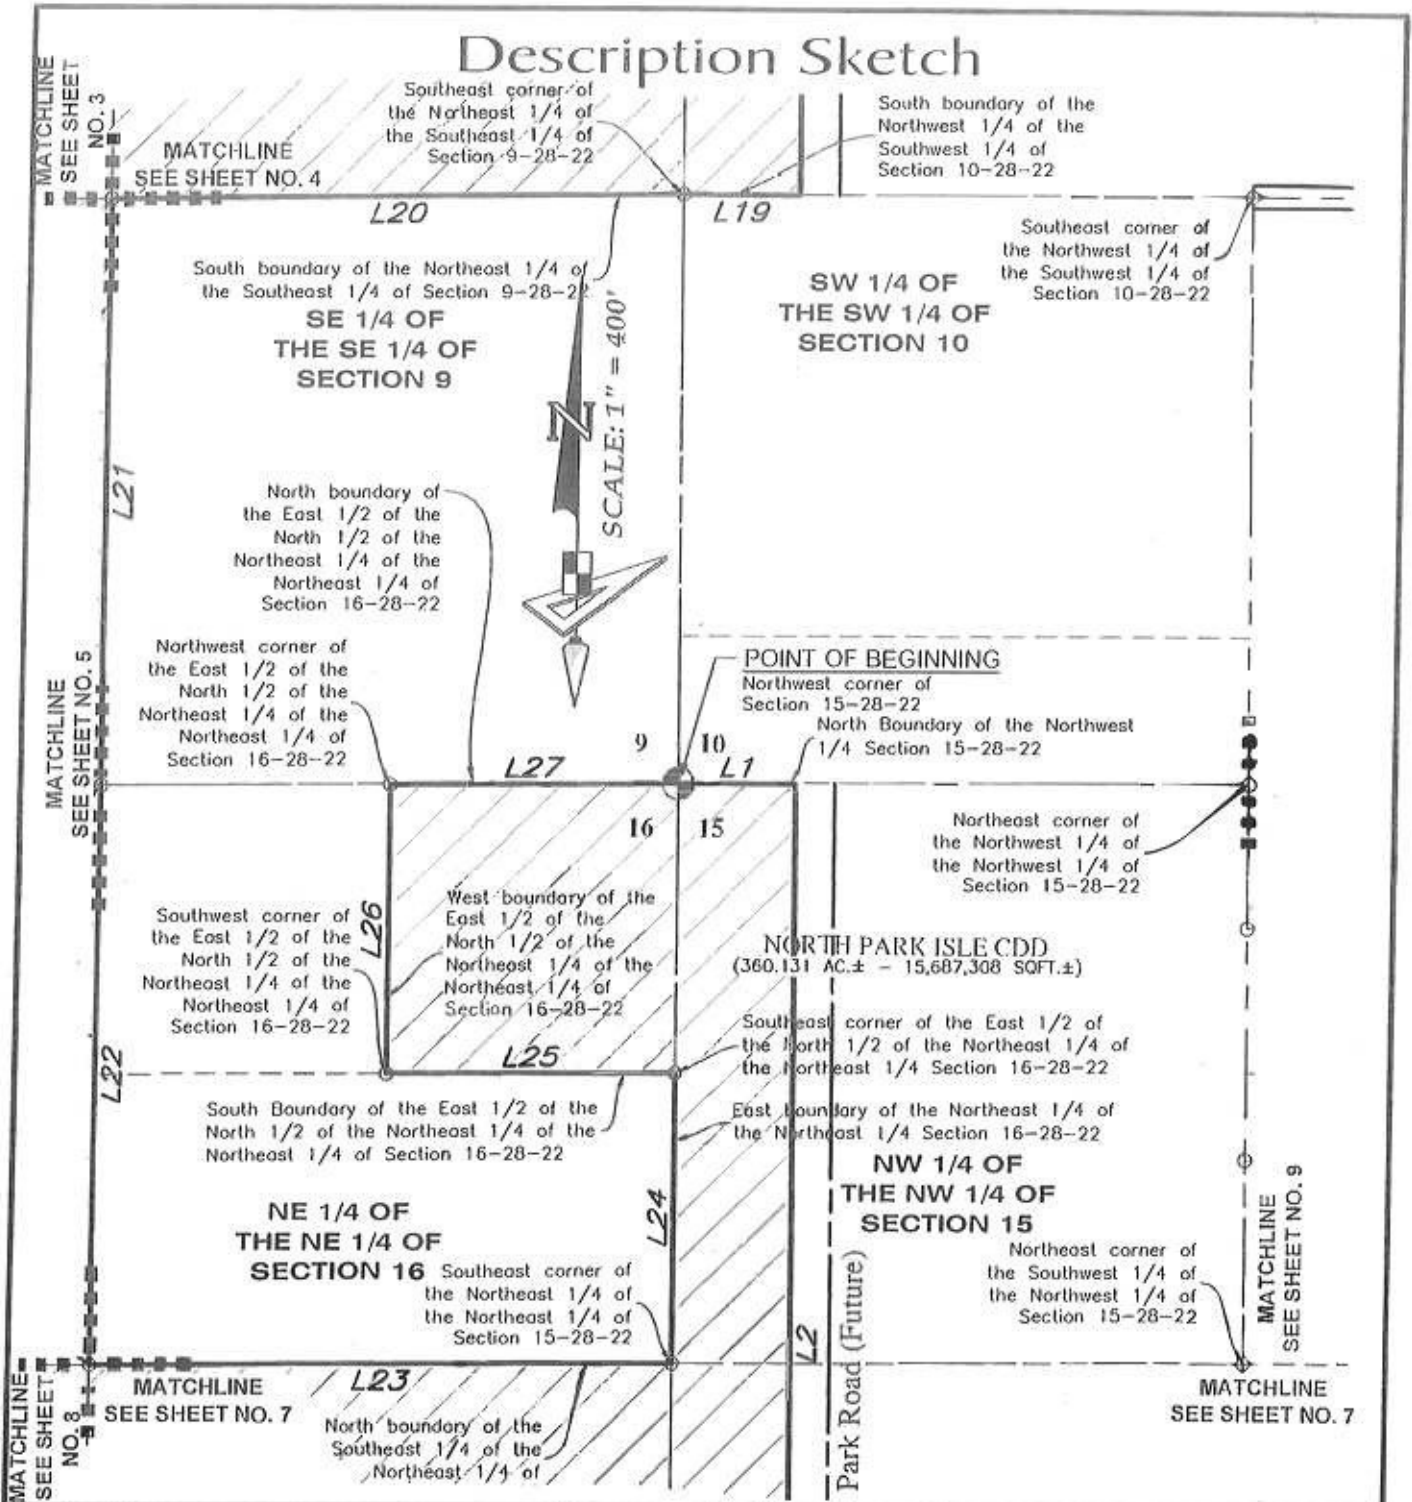 Description Sketch
MATCHLINE
SEE SHEET
NO. 3
MATCHLINE
SEE SHEET NO. 4
Southeast corner of
the Northeast 1/4 of
the Southeast 1/4 of
Section 9-28-22
South boundary of the
Northwest 1/4 of the
Southwest 1/4 of
Section 10-28-22
L20
L19
South boundary of the Northeast 1/4 of
the Southeast 1/4 of Section 9-28-22
SE 1/4 OF
THE SE 1/4 OF
SECTION 9
SW 1/4 OF
THE SW 1/4 OF
SECTION 10
Southeast corner of
the Northwest 1/4 of
the Southwest 1/4 of
Section 10-28-22
N
SCALE: 1" = 400'
L21
North boundary of
the East 1/2 of the
North 1/2 of the
Northeast 1/4 of the
Northeast 1/4 of
Section 16-28-22
Northwest corner of
the East 1/2 of the
North 1/2 of the
Northeast 1/4 of the
Northeast 1/4 of
Section 16-28-22
MATCHLINE
SEE SHEET NO. 5
POINT OF BEGINNING
Northwest corner of
Section 15-28-22
North Boundary of the Northwest
1/4 Section 15-28-22
9
10
L27
L1
16
15
Northeast corner of
the Northwest 1/4 of
the Northwest 1/4 of
Section 15-28-22
L26
West boundary of the
East 1/2 of the
North 1/2 of the
Northeast 1/4 of the
Northeast 1/4 of
Section 16-28-22
Southwest corner of
the East 1/2 of the
North 1/2 of the
Northeast 1/4 of the
Northeast 1/4 of
Section 16-28-22
NORTH PARK ISLE CDD
(360.131 AC.± - 15,687,308 SQFT.±)
Southeast corner of the East 1/2 of
the North 1/2 of the Northeast 1/4 of
the Northeast 1/4 Section 16-28-22
L25
L22
South Boundary of the East 1/2 of the
North 1/2 of the Northeast 1/4 of the
Northeast 1/4 of Section 16-28-22
East boundary of the Northeast 1/4 of
the Northeast 1/4 Section 16-28-22
NW 1/4 OF
THE NW 1/4 OF
SECTION 15
L24
NE 1/4 OF
THE NE 1/4 OF
SECTION 16
Southeast corner of
the Northeast 1/4 of
the Northeast 1/4 of
Section 15-28-22
Northeast corner of
the Southwest 1/4 of
the Northwest 1/4 of
Section 15-28-22
MATCHLINE
SEE SHEET NO. 9
L2
Park Road (Future)
L23
MATCHLINE
SEE SHEET NO. 7
MATCHLINE
SEE SHEET NO. 7
MATCHLINE
SEE SHEET
NO. 8
North boundary of the
Southeast 1/4 of the
Northeast 1/4 of